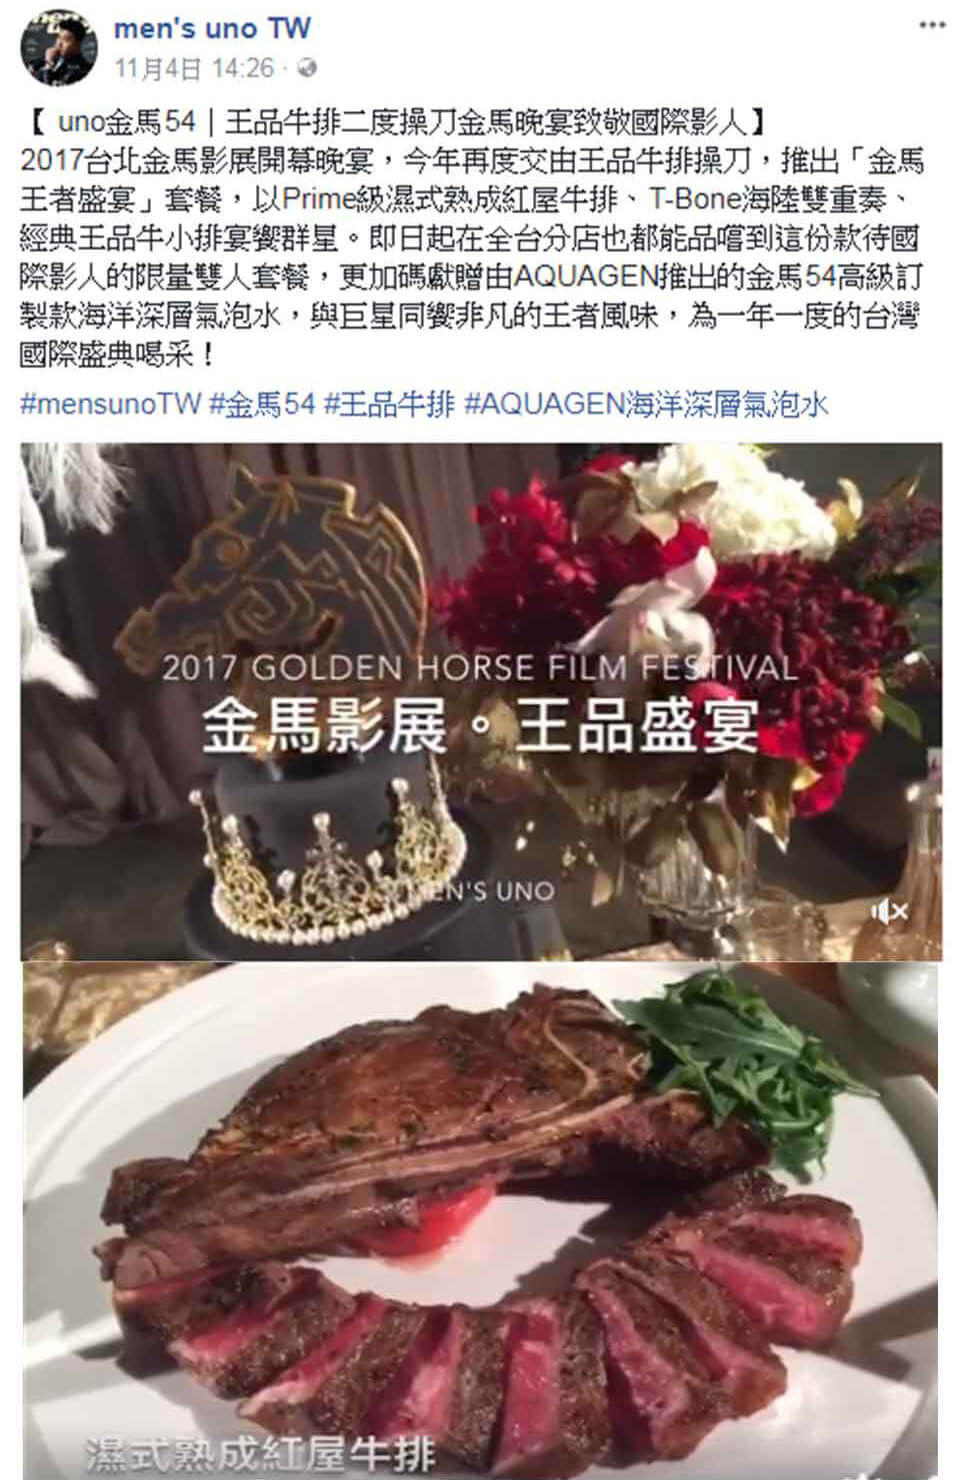 men's uno TW
11月4日 14:26 ·
【 uno金馬54｜王品牛排二度操刀金馬晚宴致敬國際影人】
2017台北金馬影展開幕晚宴，今年再度交由王品牛排操刀，推出「金馬
王者盛宴」套餐，以Prime級濕式熟成紅屋牛排、T-Bone海陸雙重奏、
經典王品牛小排宴饗群星。即日起在全台分店也都能品嚐到這份款待國
際影人的限量雙人套餐，更加碼獻贈由AQUAGEN推出的金馬54高級訂
製款海洋深層氣泡水，與巨星同饗非凡的王者風味，為一年一度的台灣
國際盛典喝采！
#mensunoTW #金馬54 #王品牛排 #AQUAGEN海洋深層氣泡水
2017 GOLDEN HORSE FILM FESTIVAL
金馬影展。王品盛宴
MEN'S UNO
濕式熟成紅屋牛排